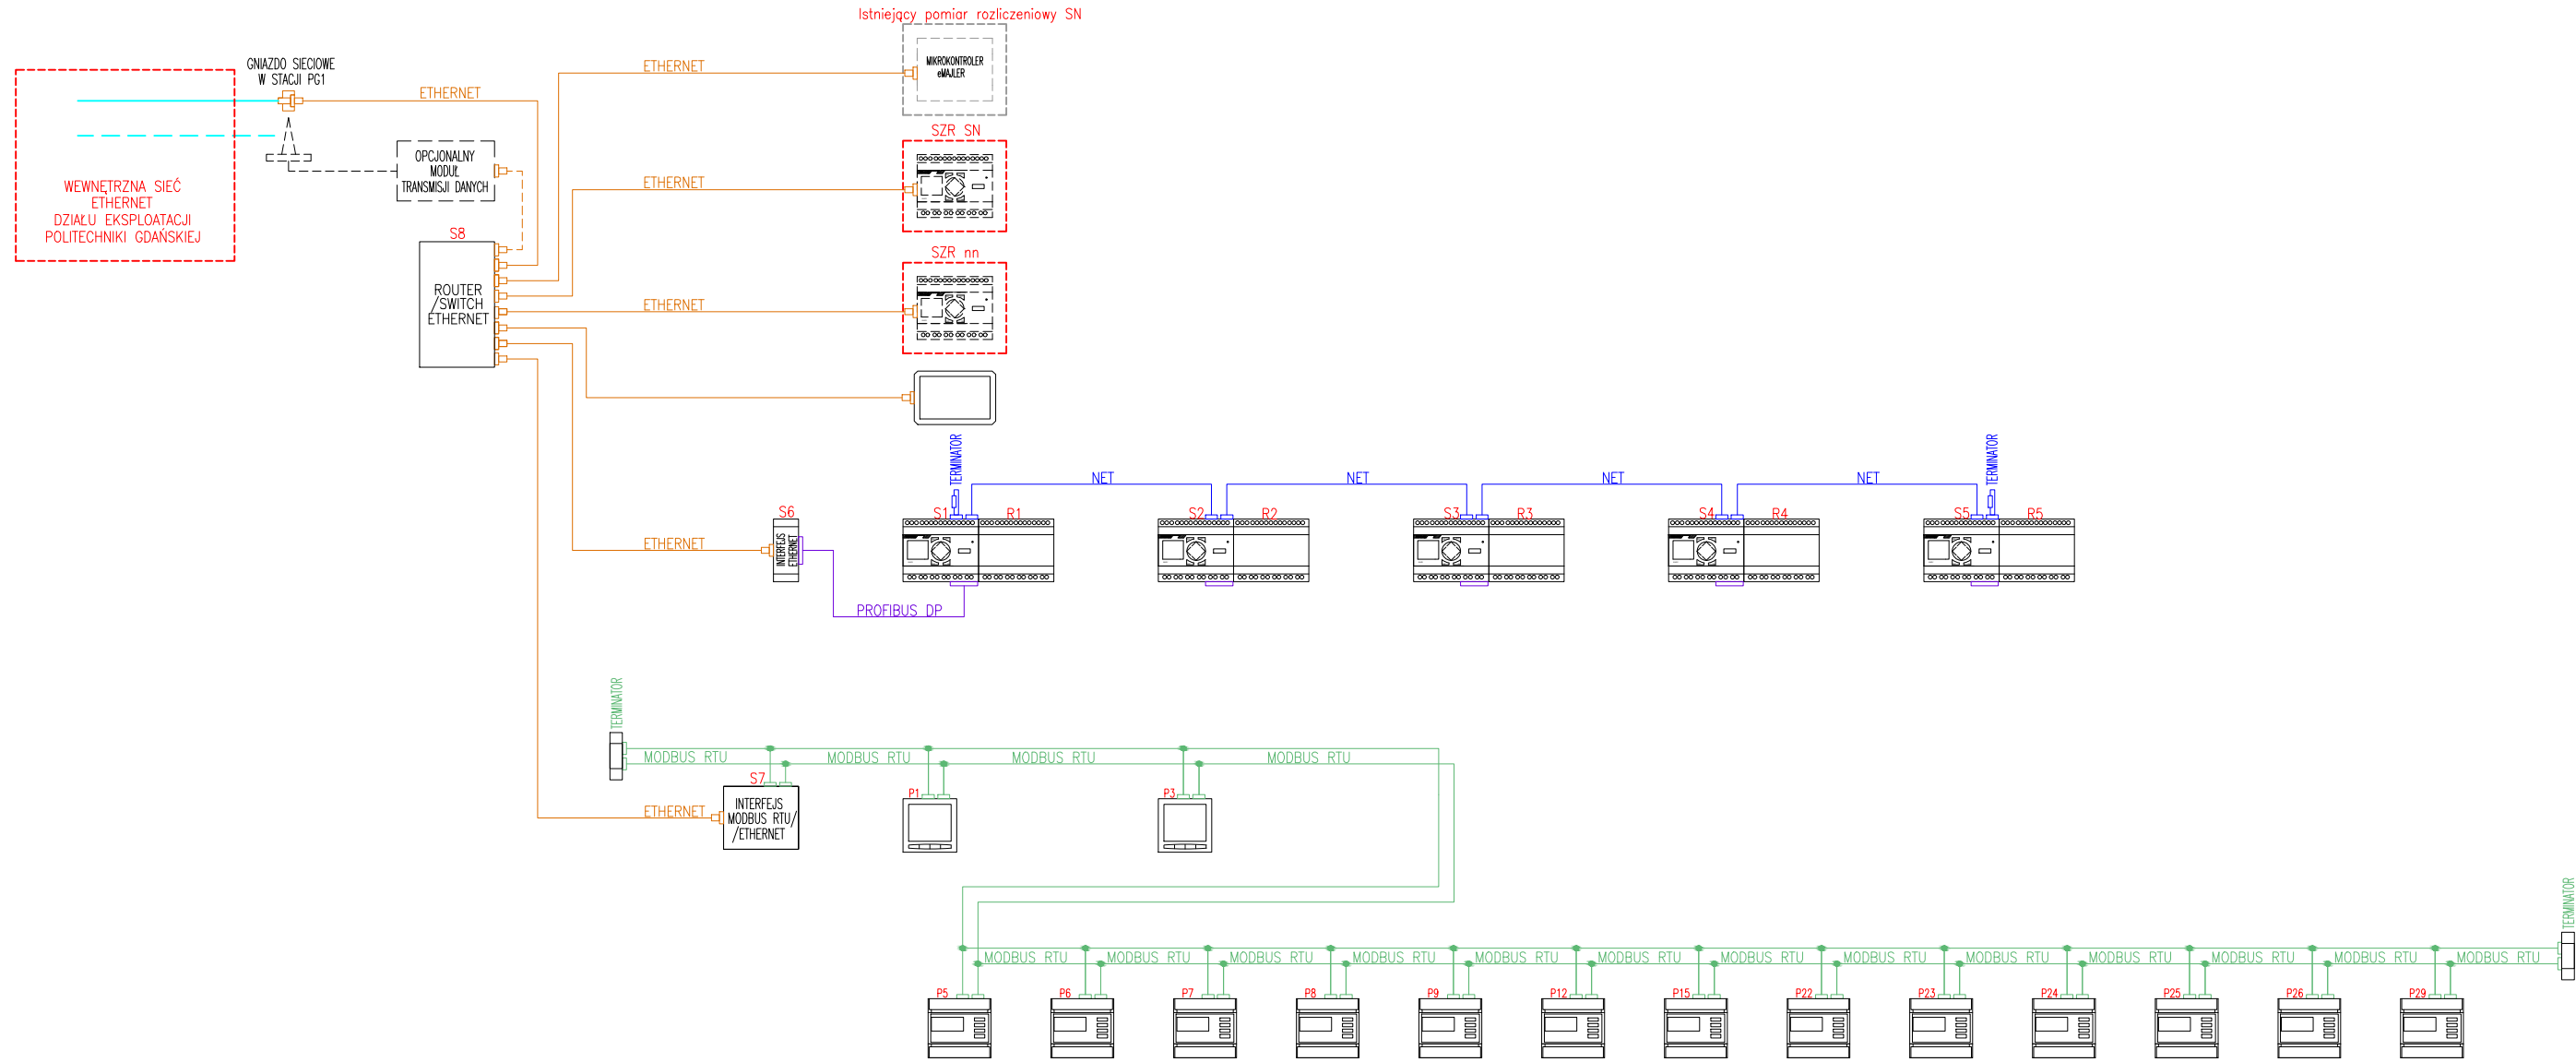 Istniejący pomiar rozliczeniowy SN
MIKROKONTROLER
eMAJLER
GNIAZDO SIECIOWE
W STACJI PG1
ETHERNET
ETHERNET
WEWNĘTRZNA SIEĆ
ETHERNET
DZIAŁU EKSPLOATACJI
POLITECHNIKI GDAŃSKIEJ
OPCJONALNY
MODUŁ
TRANSMISJI DANYCH
SZR SN
ETHERNET
S8
ROUTER
/SWITCH
ETHERNET
SZR nn
ETHERNET
TERMINATOR
TERMINATOR
NET
NET
NET
NET
S6
INTERFEJS
ETHERNET
ETHERNET
S1
R1
S2
R2
S3
R3
S4
R4
S5
R5
PROFIBUS DP
TERMINATOR
MODBUS RTU
MODBUS RTU
MODBUS RTU
MODBUS RTU
S7
INTERFEJS
MODBUS RTU/
/ETHERNET
ETHERNET
P1
P3
TERMINATOR
MODBUS RTU
MODBUS RTU
MODBUS RTU
MODBUS RTU
MODBUS RTU
MODBUS RTU
MODBUS RTU
MODBUS RTU
MODBUS RTU
MODBUS RTU
MODBUS RTU
MODBUS RTU
MODBUS RTU
P5
P6
P7
P8
P9
P12
P15
P22
P23
P24
P25
P26
P29